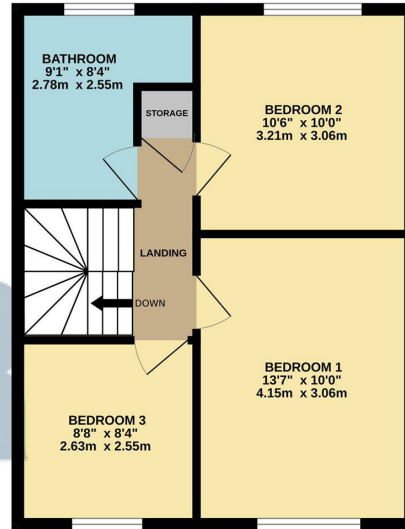 BATHROOM
9'1" x 8'4"
2.78m x 2.55m
STORAGE
BEDROOM 2
10'6" x 10'0"
3.21m x 3.06m
LANDING
DOWN
BEDROOM 1
13'7" x 10'0"
4.15m x 3.06m
BEDROOM 3
8'8" x 8'4"
2.63m x 2.55m